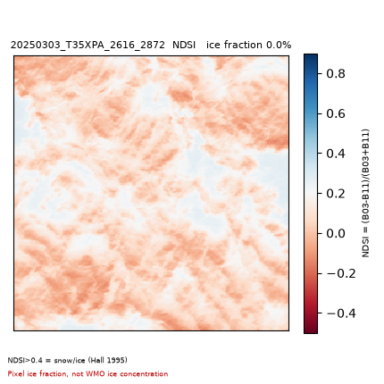 20250303_T35XPA_2616_2872 NDSI ice fraction 0.0%
0.8
0.6
0.4
0.2
0.0
−0.2
−0.4
NDSI = (B03-B11)/(B03+B11)
NDSI>0.4 = snow/ice (Hall 1995)
Pixel ice fraction, not WMO ice concentration